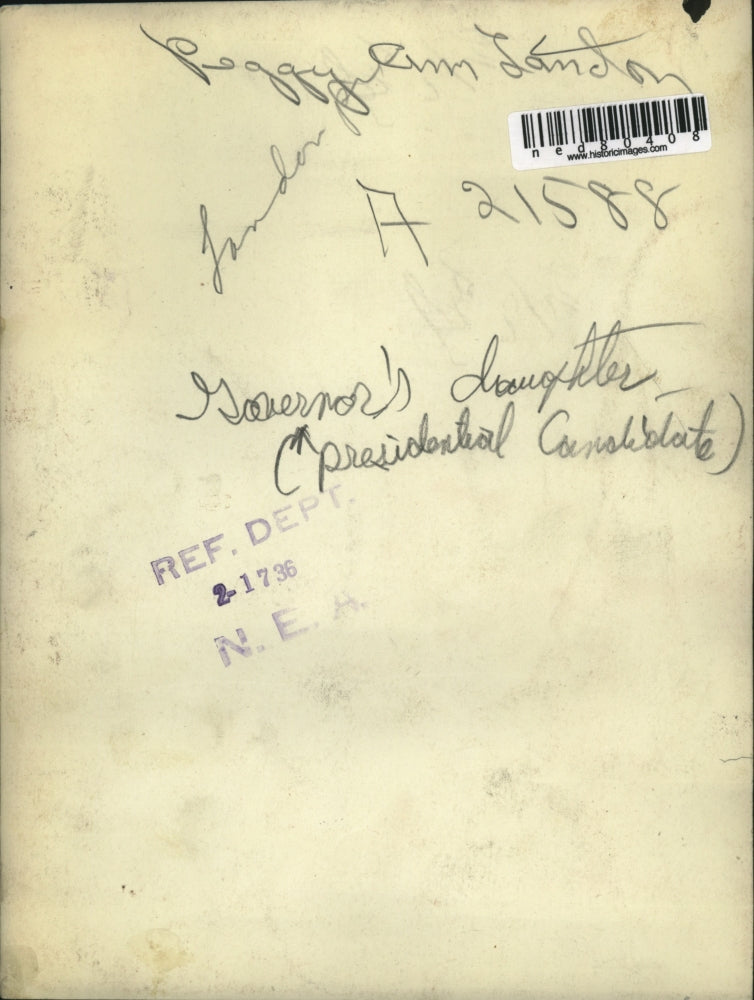 Peggy Ann Landon
ned80408
www.historicimages.com
Landon
A 21588
Governor's daughter
(presidential Candidate)
REF. DEPT.
2-1736
N. E. A.